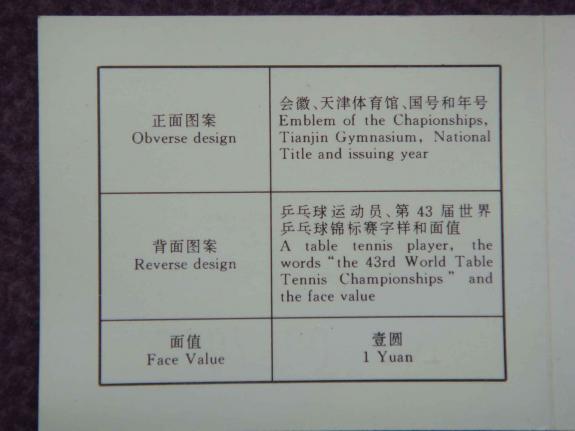 正面图案
Obverse design
会徽、天津体育馆、国号和年号
Emblem of the Chapionships,
Tianjin Gymnasium, National
Title and issuing year
背面图案
Reverse design
乒乓球运动员、第 43 届世界
乒乓球锦标赛字样和面值
A table tennis player, the
words “the 43rd World Table
Tennis Championships” and
the face value
面值
Face Value
壹圆
1 Yuan